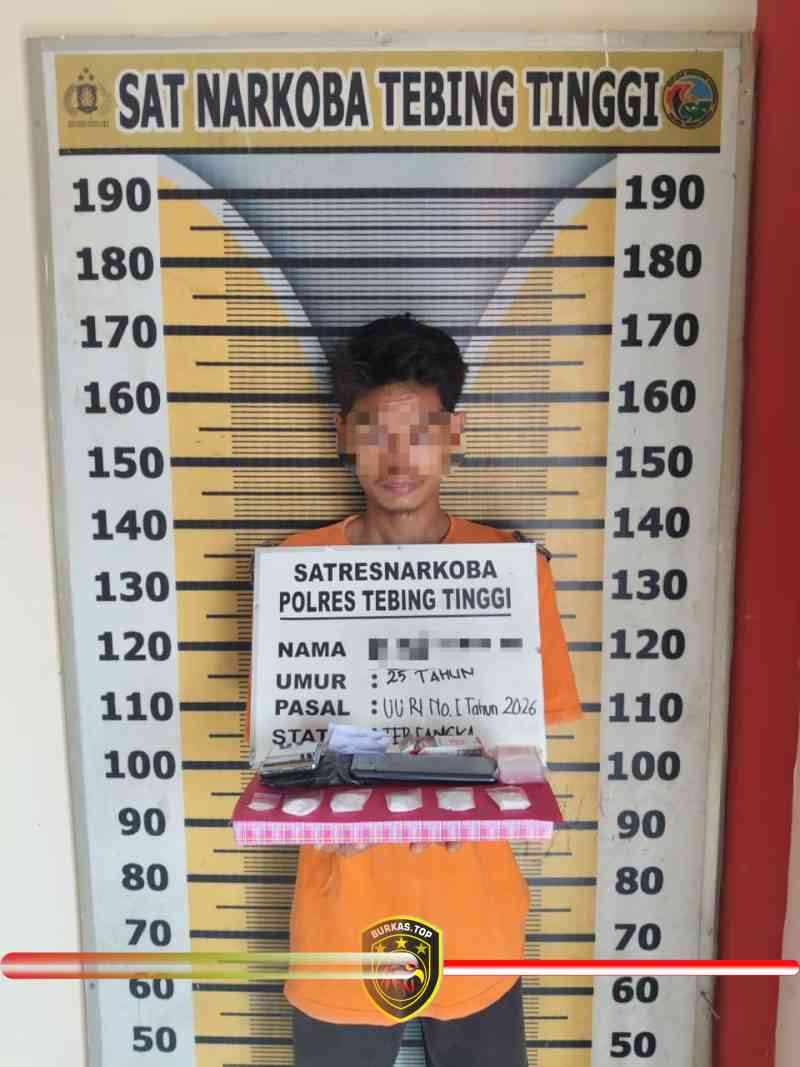 SAT NARKOBA TEBING TINGGI
190 190
180 180
170 170
160 160
150 150
140 140
130 130
120 120
110 110
100 100
90 90
80 80
70 70
60 60
50 50
SATRESNARKOBA
POLRES TEBING TINGGI
NAMA
UMUR : 25 TAHUN
PASAL : UU RI No. I Tahun 2026
STAT : TERSANGKA
BURKAS.TOP